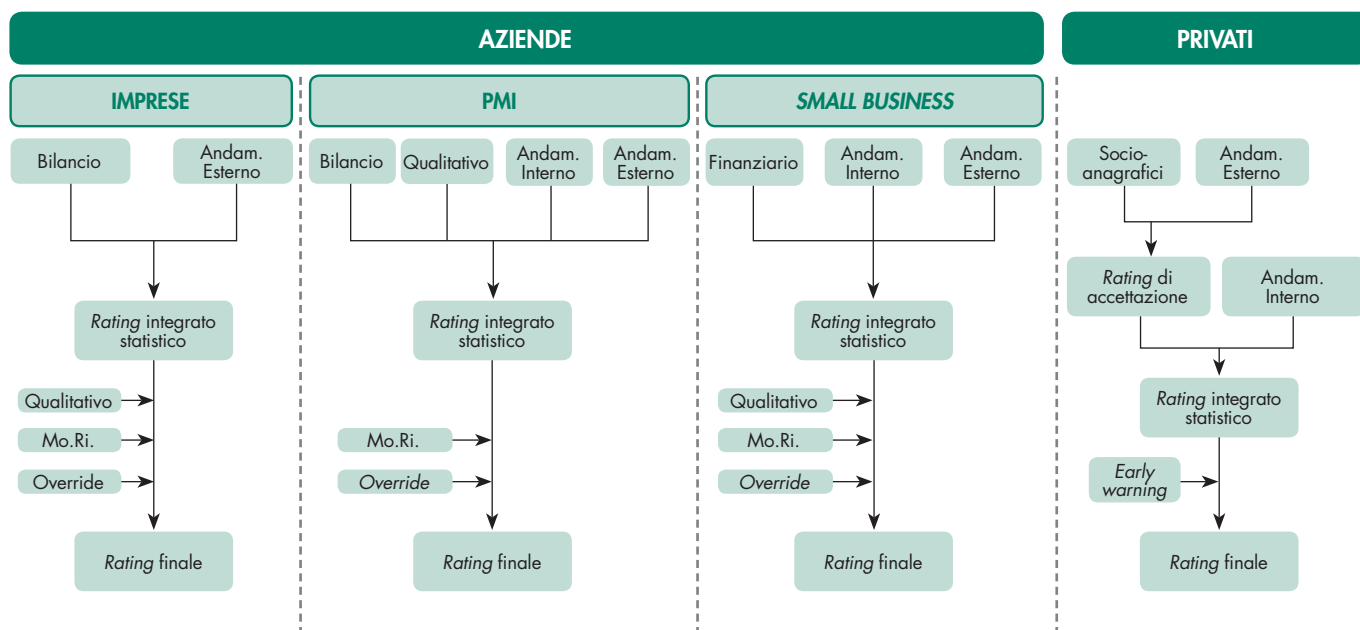 AZIENDE
PRIVATI
IMPRESE
PMI
SMALL BUSINESS
Bilancio
Andam.
Esterno
Bilancio
Qualitativo
Andam.
Interno
Andam.
Esterno
Finanziario
Andam.
Interno
Andam.
Esterno
Socio-
anagrafici
Andam.
Esterno
Rating di
accettazione
Andam.
Interno
Rating integrato
statistico
Rating integrato
statistico
Rating integrato
statistico
Rating integrato
statistico
Qualitativo
Mo.Ri.
Override
Mo.Ri.
Override
Qualitativo
Mo.Ri.
Override
Early
warning
Rating finale
Rating finale
Rating finale
Rating finale